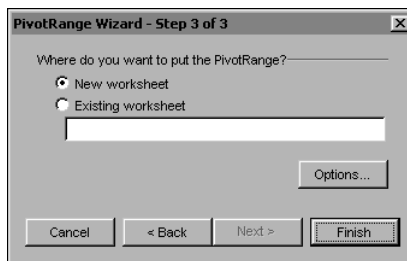 PivotRange Wizard - Step 3 of 3
Where do you want to put the PivotRange?
New worksheet
Existing worksheet
Options...
Cancel
< Back
Next >
Finish